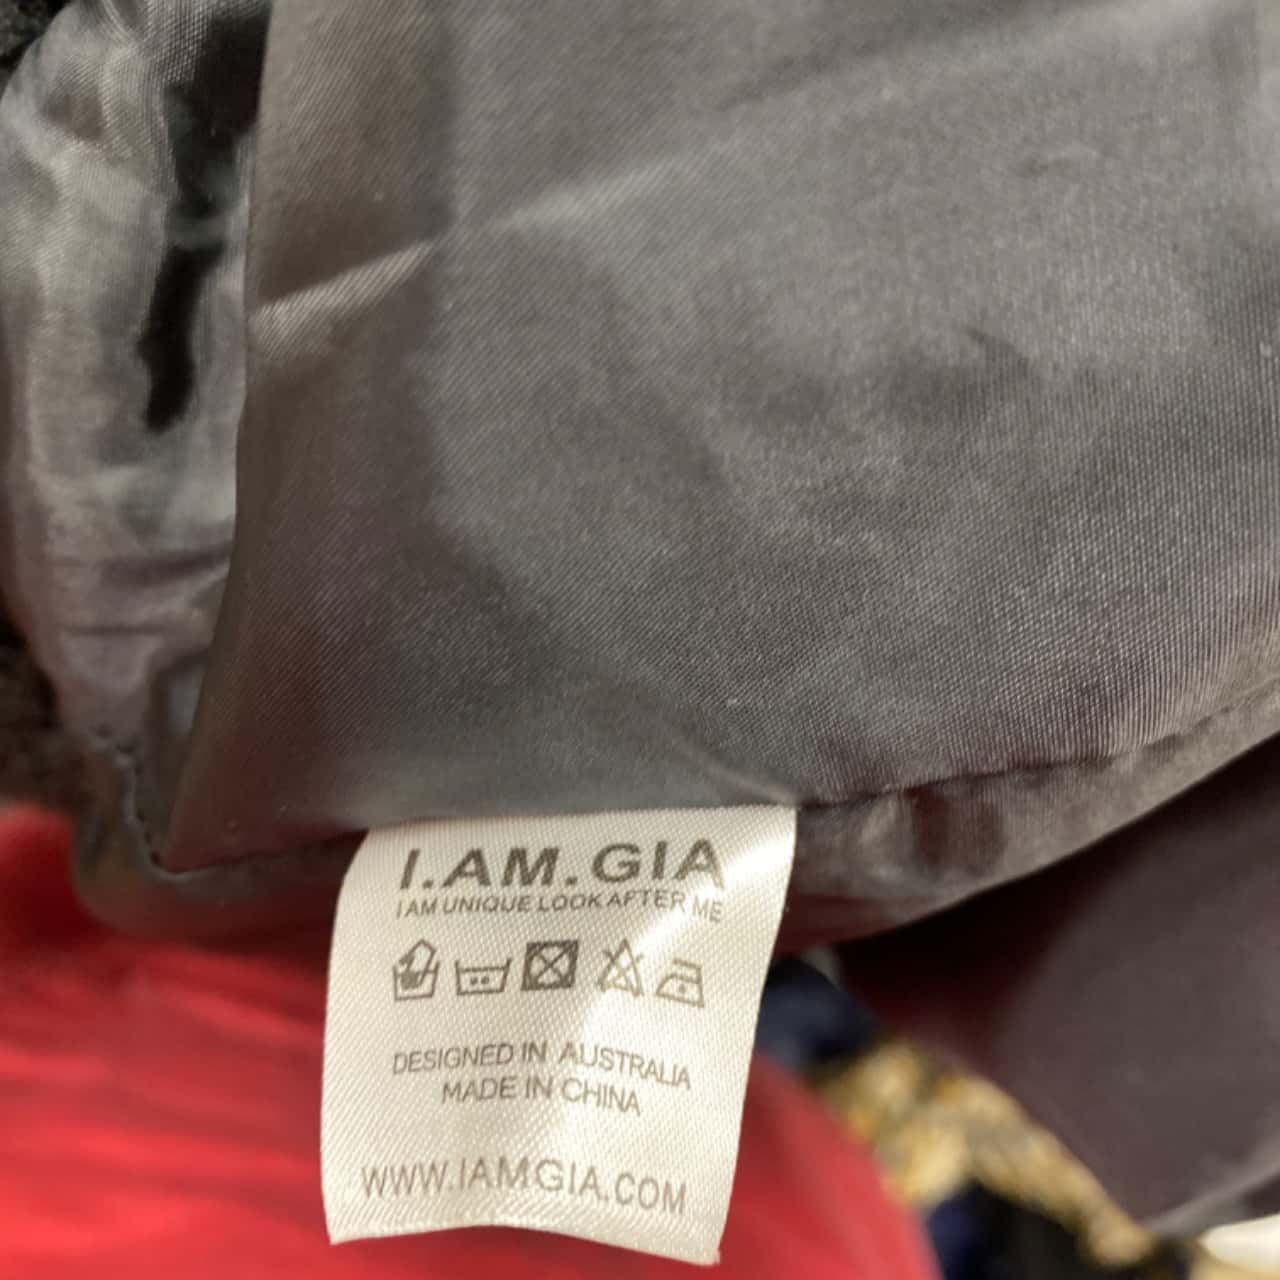 I.AM.GIA
I AM UNIQUE LOOK AFTER ME
DESIGNED IN AUSTRALIA
MADE IN CHINA
WWW.IAMGIA.COM